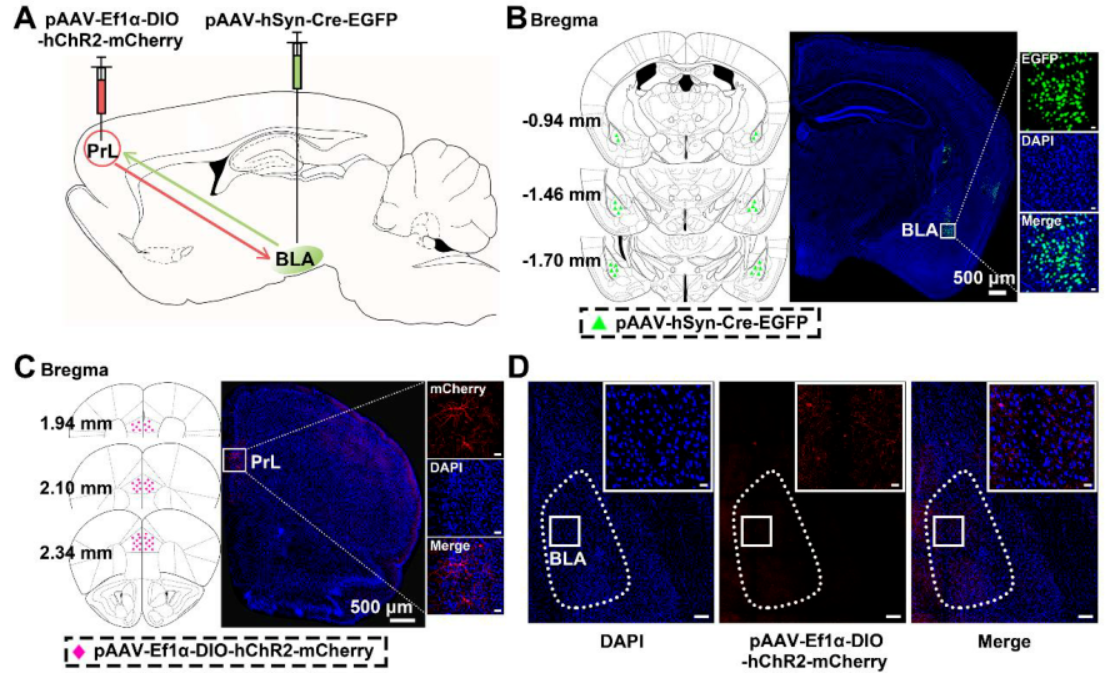 A
pAAV-Ef1α-DIO
-hChR2-mCherry
pAAV-hSyn-Cre-EGFP
PrL
BLA
B Bregma
-0.94 mm
-1.46 mm
-1.70 mm
BLA
500 µm
EGFP
DAPI
Merge
pAAV-hSyn-Cre-EGFP
C Bregma
1.94 mm
2.10 mm
2.34 mm
PrL
500 µm
mCherry
DAPI
Merge
pAAV-Ef1α-DIO-hChR2-mCherry
D
BLA
DAPI
pAAV-Ef1α-DIO
-hChR2-mCherry
Merge